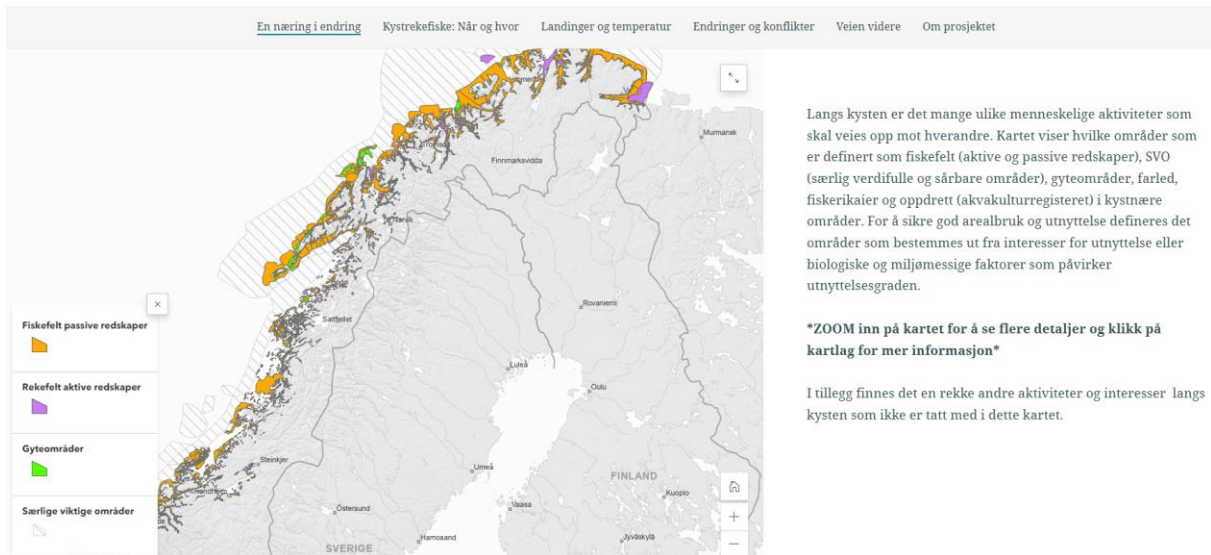 En næring i endring Kystrekefiske: Når og hvor Landinger og temperatur Endringer og konflikter Veien videre Om prosjektet
Murmansk
Finnmarksvidda
Rovaniemi
Saltfjellet
Luleå
Oulu
Steinkjer
Umeå
FINLAND
Vaasa
Kuopio
Östersund
Jyväskylä
SVERIGE
Fiskefelt passive redskaper
Rekefelt aktive redskaper
Gyteområder
Særlige viktige områder
Langs kysten er det mange ulike menneskelige aktiviteter som
skal veies opp mot hverandre. Kartet viser hvilke områder som
er definert som fiskefelt (aktive og passive redskaper), SVO
(særlig verdifulle og sårbare områder), gyteområder, farled,
fiskerikaier og oppdrett (akvakulturregisteret) i kystnære
områder. For å sikre god arealbruk og utnyttelse defineres det
områder som bestemmes ut fra interesser for utnyttelse eller
biologiske og miljømessige faktorer som påvirker
utnyttelsesgraden.
*ZOOM inn på kartet for å se flere detaljer og klikk på
kartlag for mer informasjon*
I tillegg finnes det en rekke andre aktiviteter og interesser langs
kysten som ikke er tatt med i dette kartet.